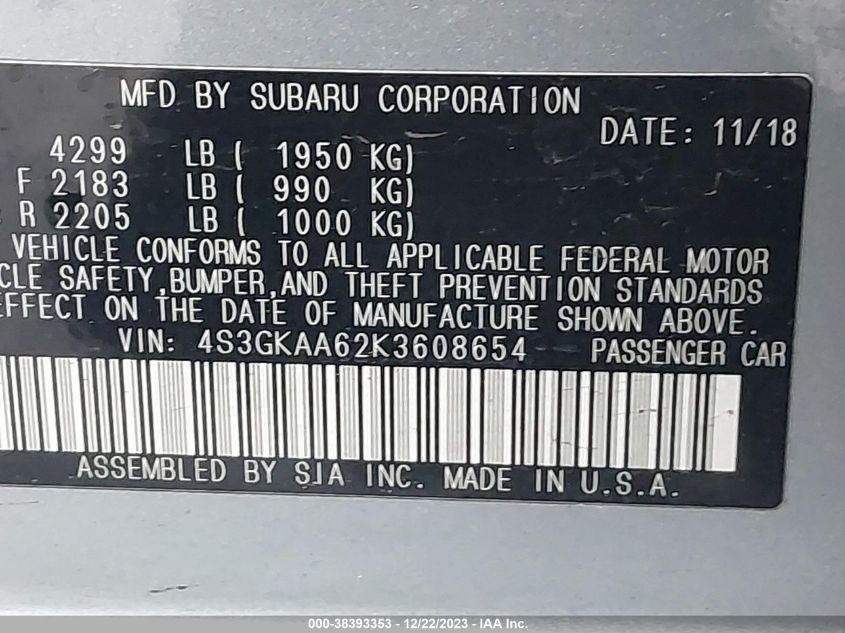 MFD BY SUBARU CORPORATION
DATE: 11/18
4299 LB ( 1950 KG)
F 2183 LB ( 990 KG)
R 2205 LB ( 1000 KG)
VEHICLE CONFORMS TO ALL APPLICABLE FEDERAL MOTOR
CLE SAFETY,BUMPER,AND THEFT PREVENTION STANDARDS
EFFECT ON THE DATE OF MANUFACTURE SHOWN ABOVE.
VIN: 4S3GKAA62K3608654 PASSENGER CAR
ASSEMBLED BY SIA INC. MADE IN U.S.A.
000-38393353 - 12/22/2023 - IAA Inc.